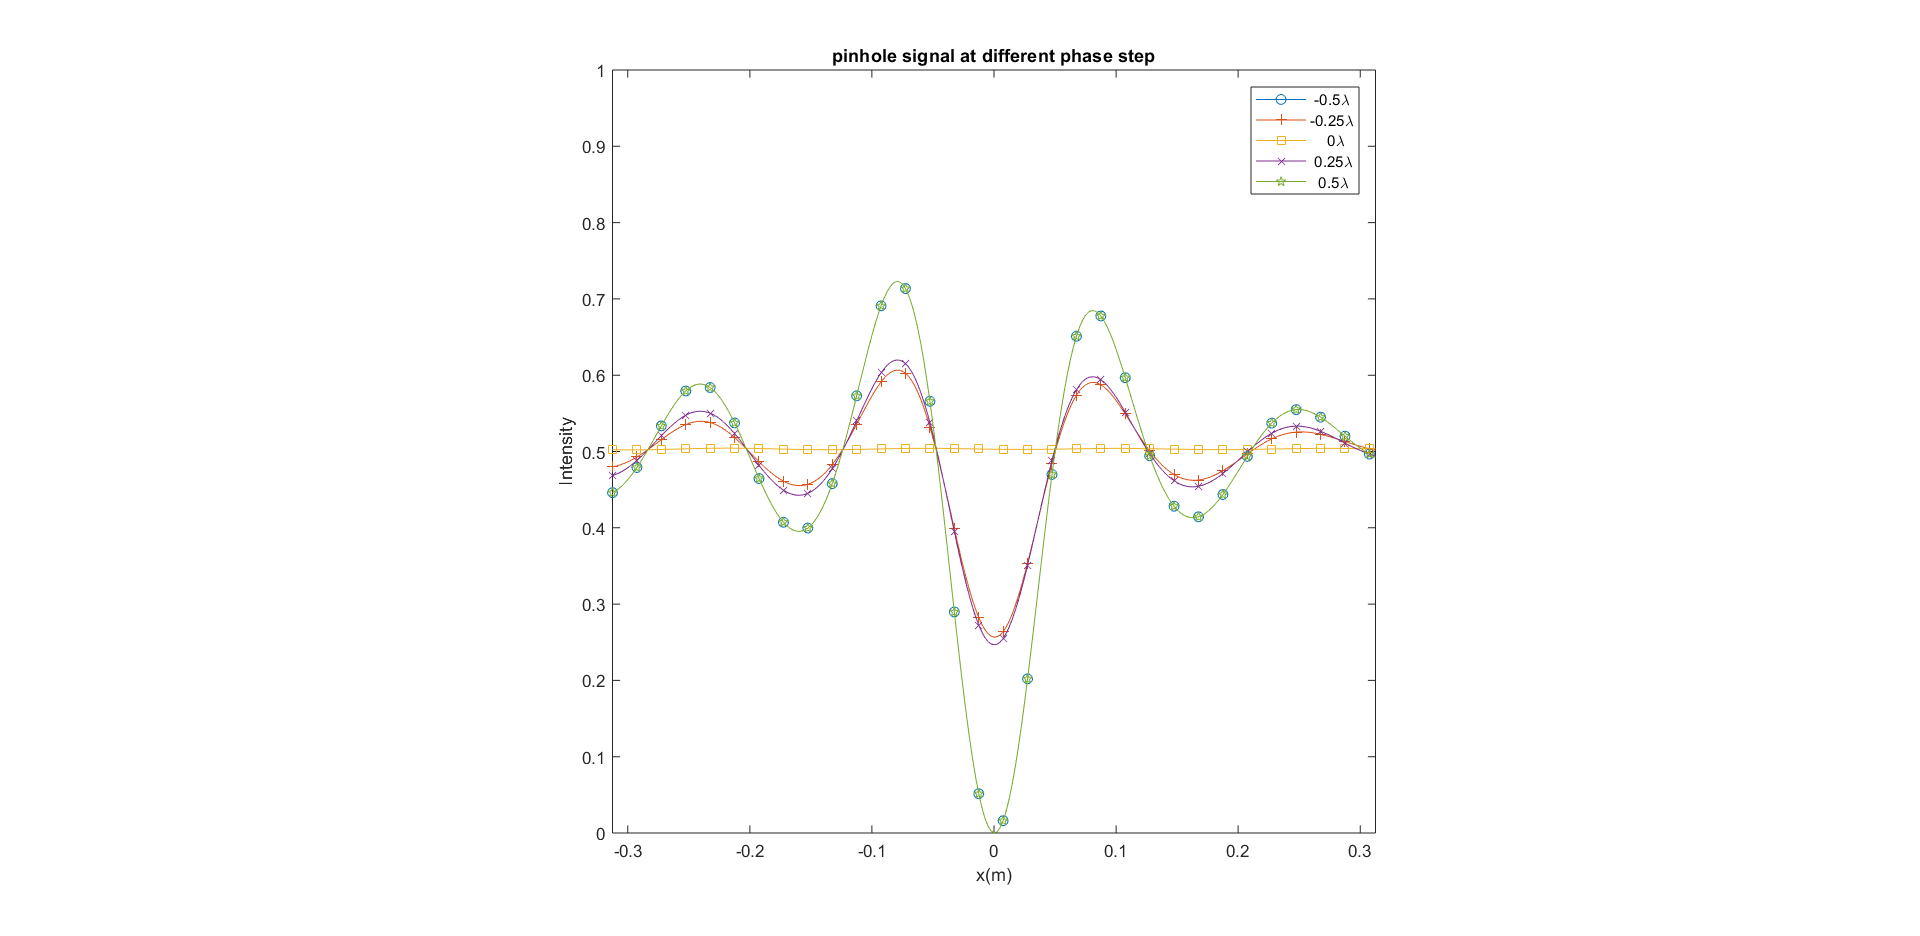 pinhole signal at different phase step
1
0.9
0.8
0.7
0.6
0.5
0.4
0.3
0.2
0.1
0
Intensity
-0.5λ
-0.25λ
0λ
0.25λ
0.5λ
-0.3 -0.2 -0.1 0 0.1 0.2 0.3
x(m)